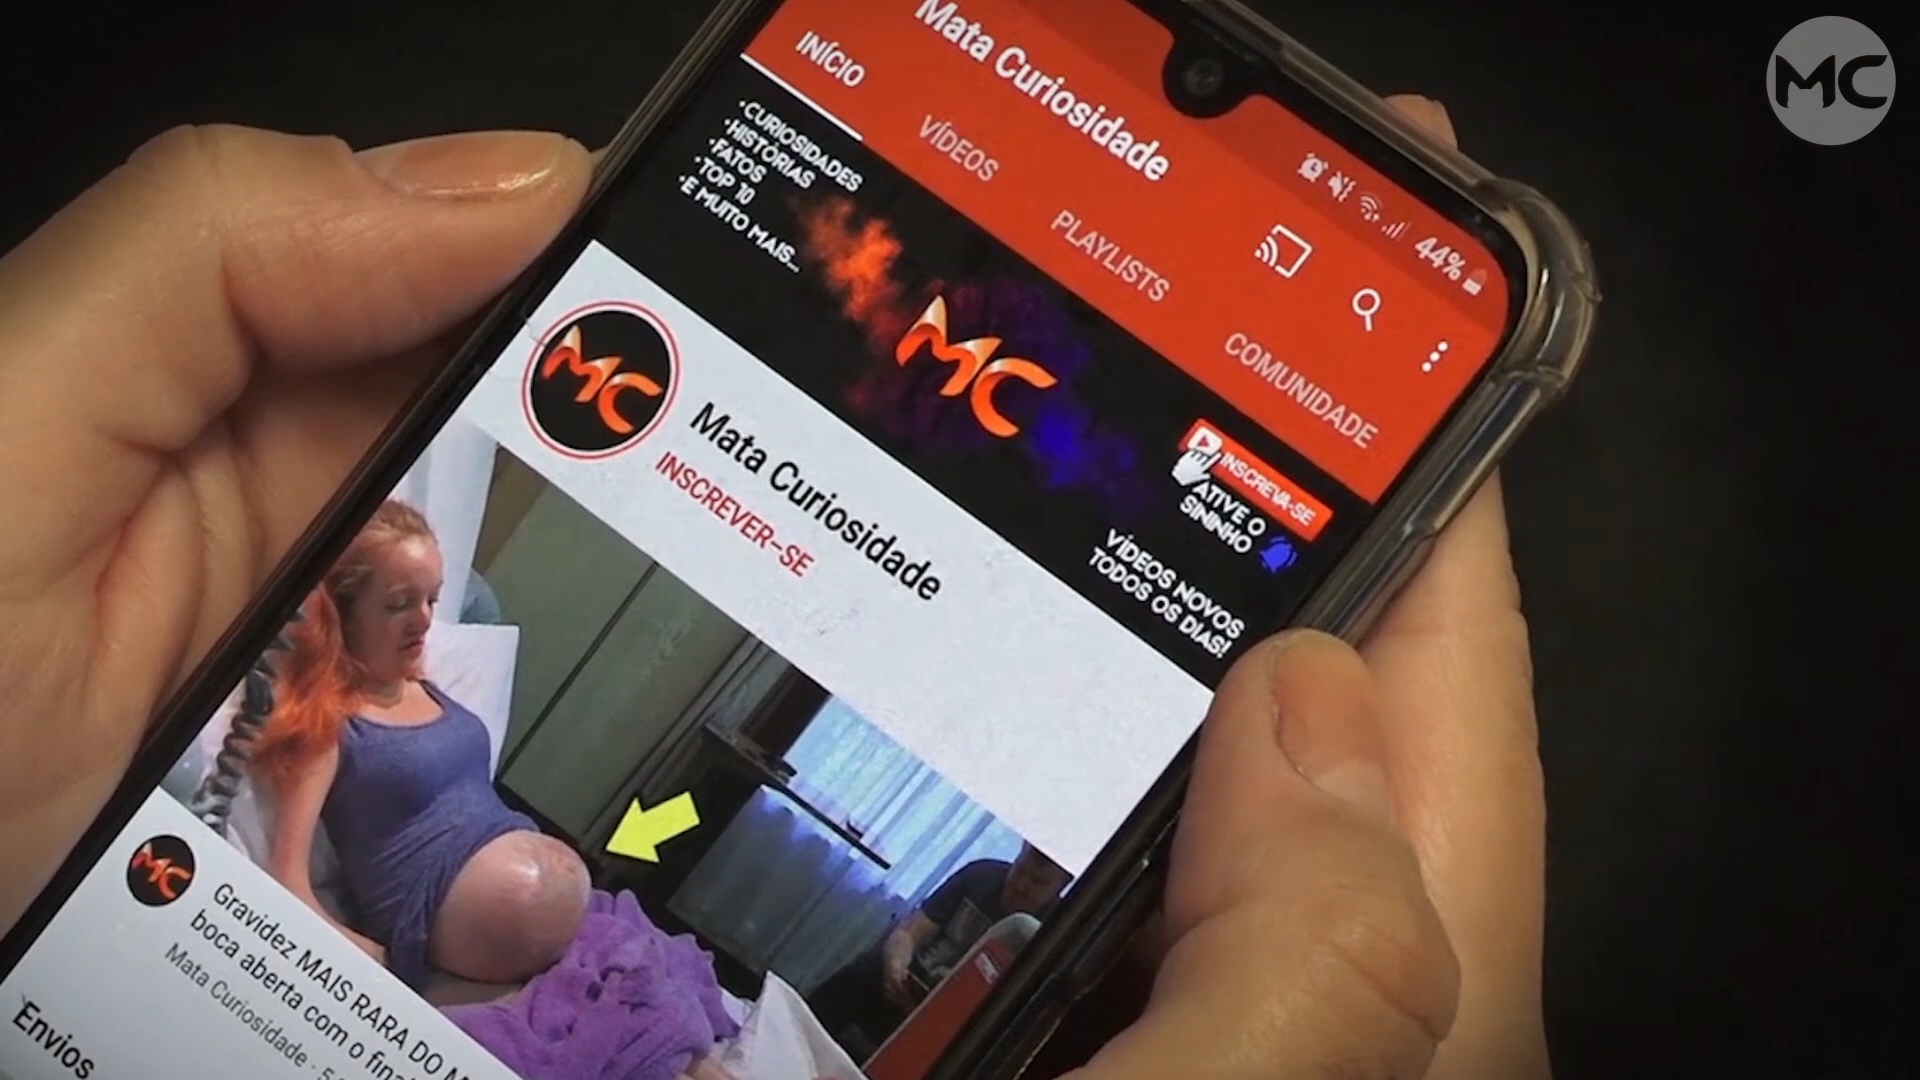 MC
Mata Curiosidade
44%
INÍCIO
VÍDEOS
PLAYLISTS
COMUNIDADE
•CURIOSIDADES
•HISTÓRIAS
•FATOS
•TOP 10
•E MUITO MAIS...
MC
INSCREVA-SE
ATIVE O
SININHO
VÍDEOS NOVOS
TODOS OS DIAS!
MC
Mata Curiosidade
INSCREVER-SE
MC
Gravidez MAIS RARA DO
boca aberta com o
Mata Curiosidade
Envios